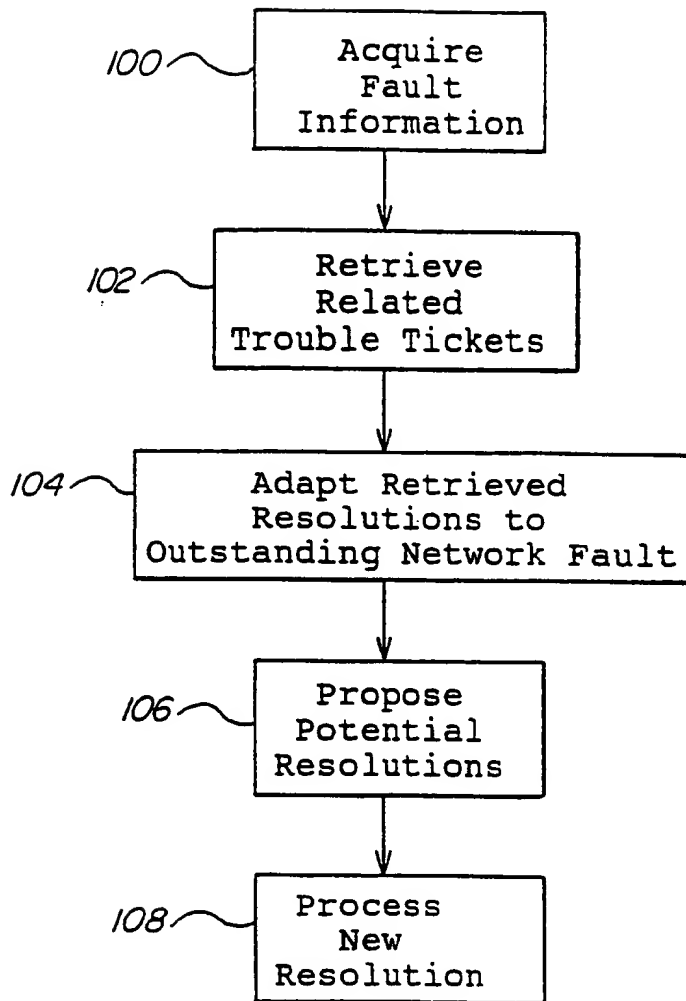 100
Acquire
Fault
Information
102
Retrieve
Related
Trouble Tickets
104
Adapt Retrieved
Resolutions to
Outstanding Network Fault
106
Propose
Potential
Resolutions
108
Process
New
Resolution